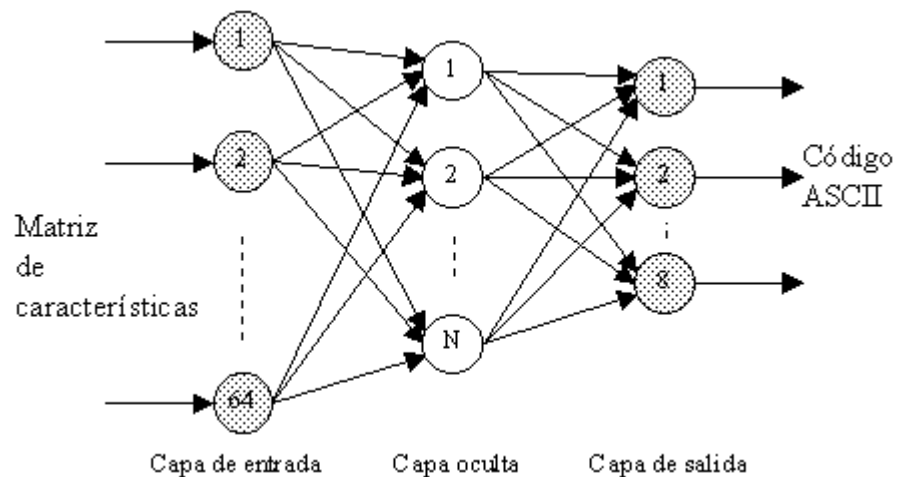 1
1
1
2
2
2
Código
ASCII
Matriz
de
características
8
N
64
Capa de entrada
Capa oculta
Capa de salida